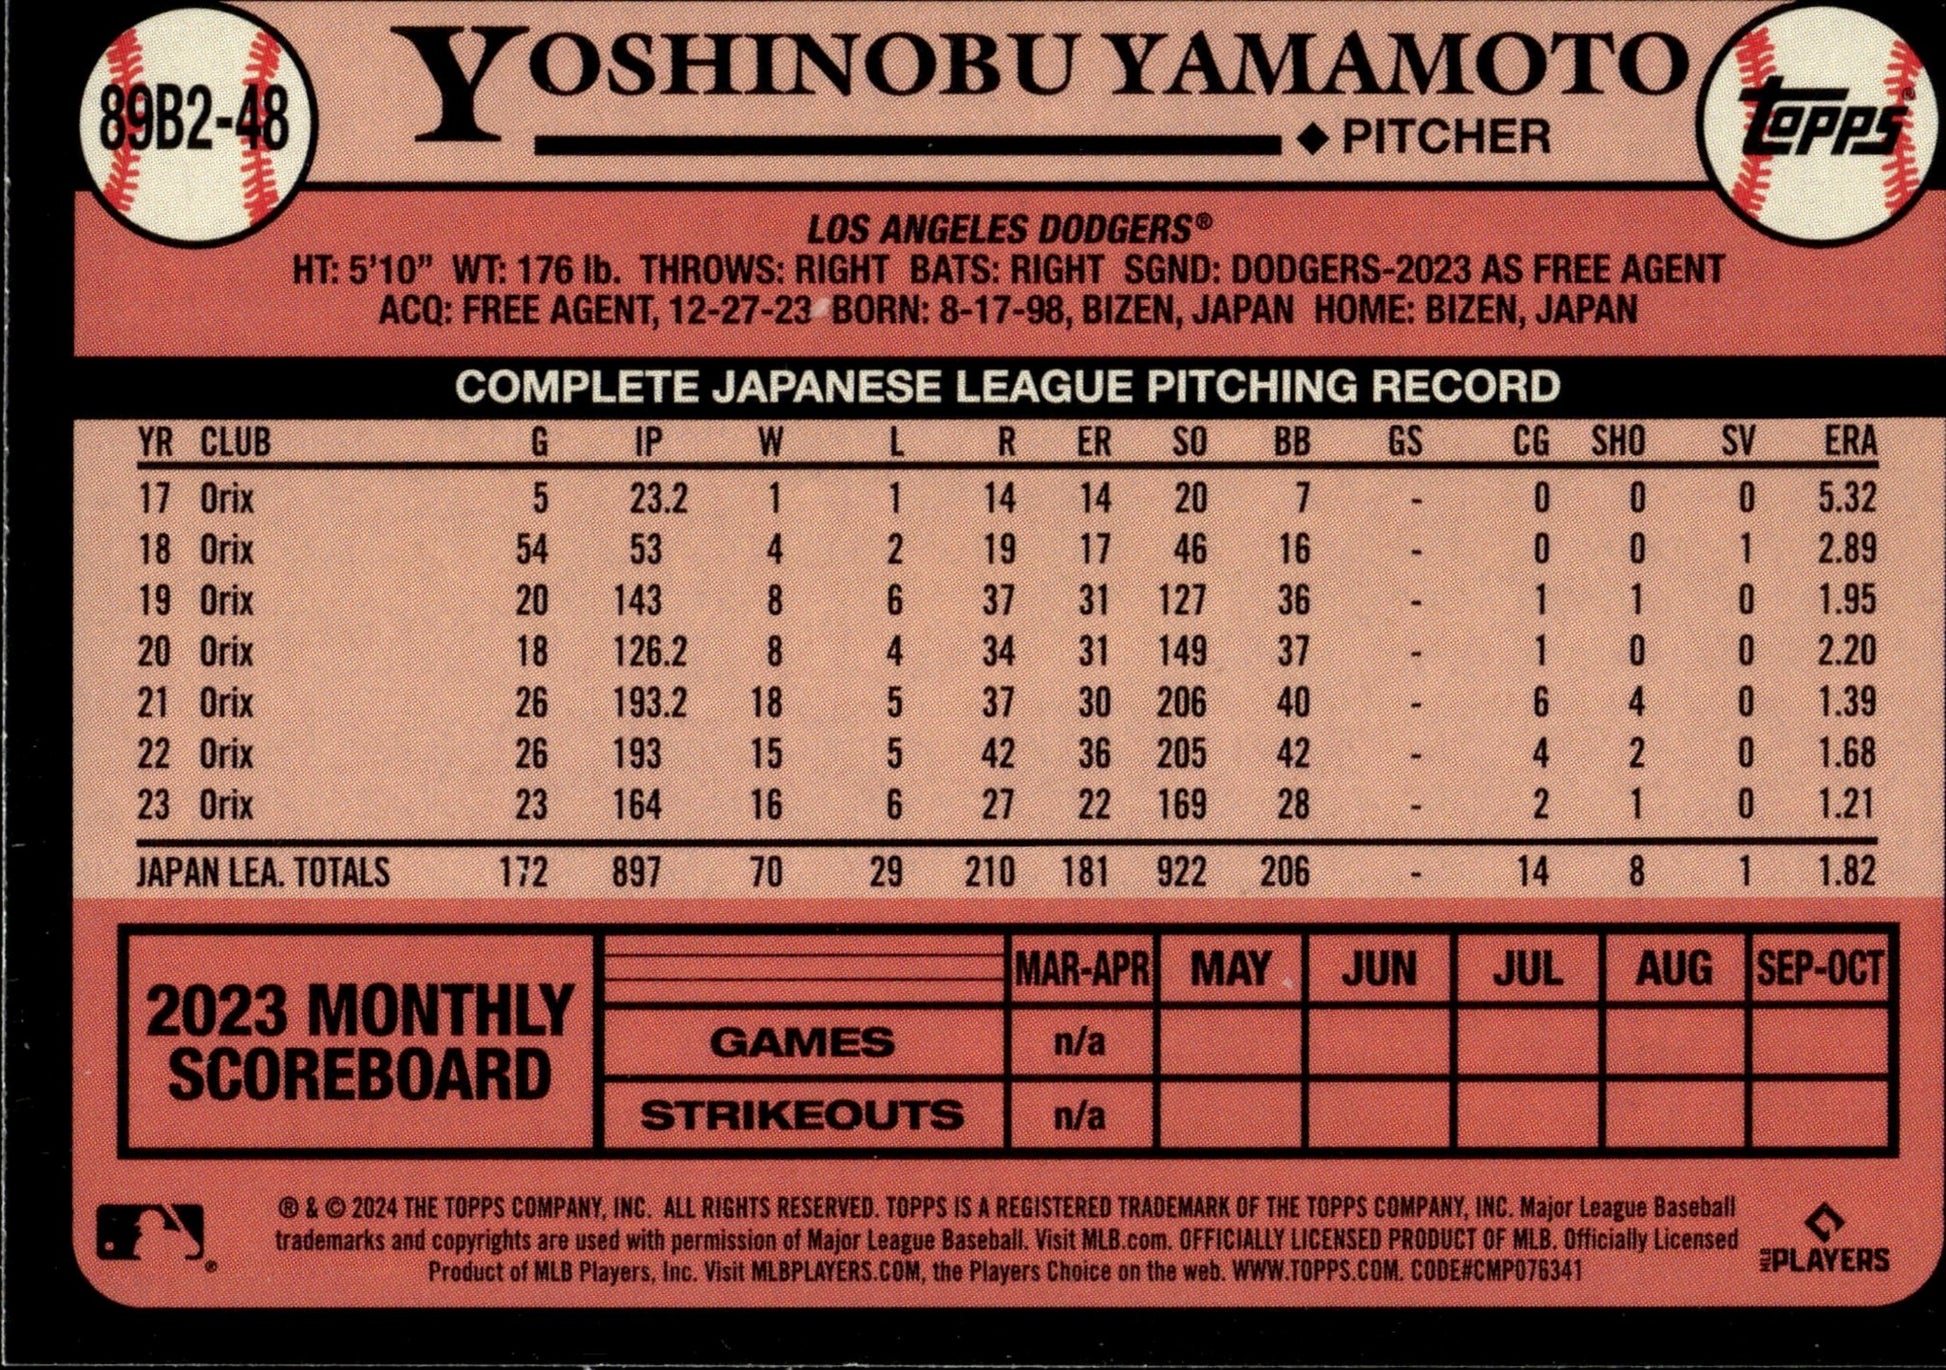 89B2-48
YOSHINOBU YAMAMOTO
◆ PITCHER
TOPPS®
LOS ANGELES DODGERS®
HT: 5'10" WT: 176 lb. THROWS: RIGHT BATS: RIGHT SGND: DODGERS-2023 AS FREE AGENT
ACQ: FREE AGENT, 12-27-23 BORN: 8-17-98, BIZEN, JAPAN HOME: BIZEN, JAPAN
COMPLETE JAPANESE LEAGUE PITCHING RECORD
YR CLUB G IP W L R ER SO BB GS CG SHO SV ERA
17 Orix 5 23.2 1 1 14 14 20 7 - 0 0 0 5.32
18 Orix 54 53 4 2 19 17 46 16 - 0 0 1 2.89
19 Orix 20 143 8 6 37 31 127 36 - 1 1 0 1.95
20 Orix 18 126.2 8 4 34 31 149 37 - 1 0 0 2.20
21 Orix 26 193.2 18 5 37 30 206 40 - 6 4 0 1.39
22 Orix 26 193 15 5 42 36 205 42 - 4 2 0 1.68
23 Orix 23 164 16 6 27 22 169 28 - 2 1 0 1.21
JAPAN LEA. TOTALS 172 897 70 29 210 181 922 206 - 14 8 1 1.82
2023 MONTHLY
SCOREBOARD
MAR-APR MAY JUN JUL AUG SEP-OCT
GAMES n/a
STRIKEOUTS n/a
® & © 2024 THE TOPPS COMPANY, INC. ALL RIGHTS RESERVED. TOPPS IS A REGISTERED TRADEMARK OF THE TOPPS COMPANY, INC. Major League Baseball
trademarks and copyrights are used with permission of Major League Baseball. Visit MLB.com. OFFICIALLY LICENSED PRODUCT OF MLB. Officially Licensed
Product of MLB Players, Inc. Visit MLBPLAYERS.COM, the Players Choice on the web. WWW.TOPPS.COM. CODE#CMP076341
MLB PLAYERS